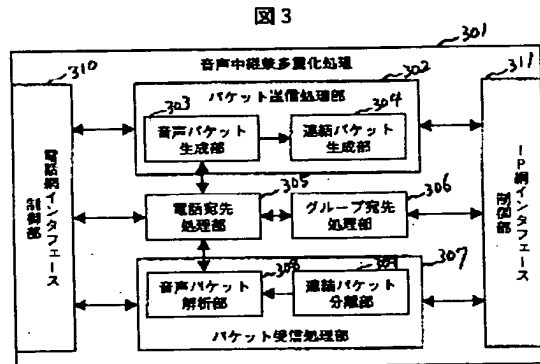 図3
301
音声中継兼多重化処理
310
302
311
パケット送信処理部
303
304
音声パケット
生成部
連結パケット
生成部
電話網インタフェース
制御部
IP網インタフェース
制御部
305
306
電話宛先
処理部
グループ宛先
処理部
307
308
309
音声パケット
解析部
連結パケット
分離部
パケット受信処理部